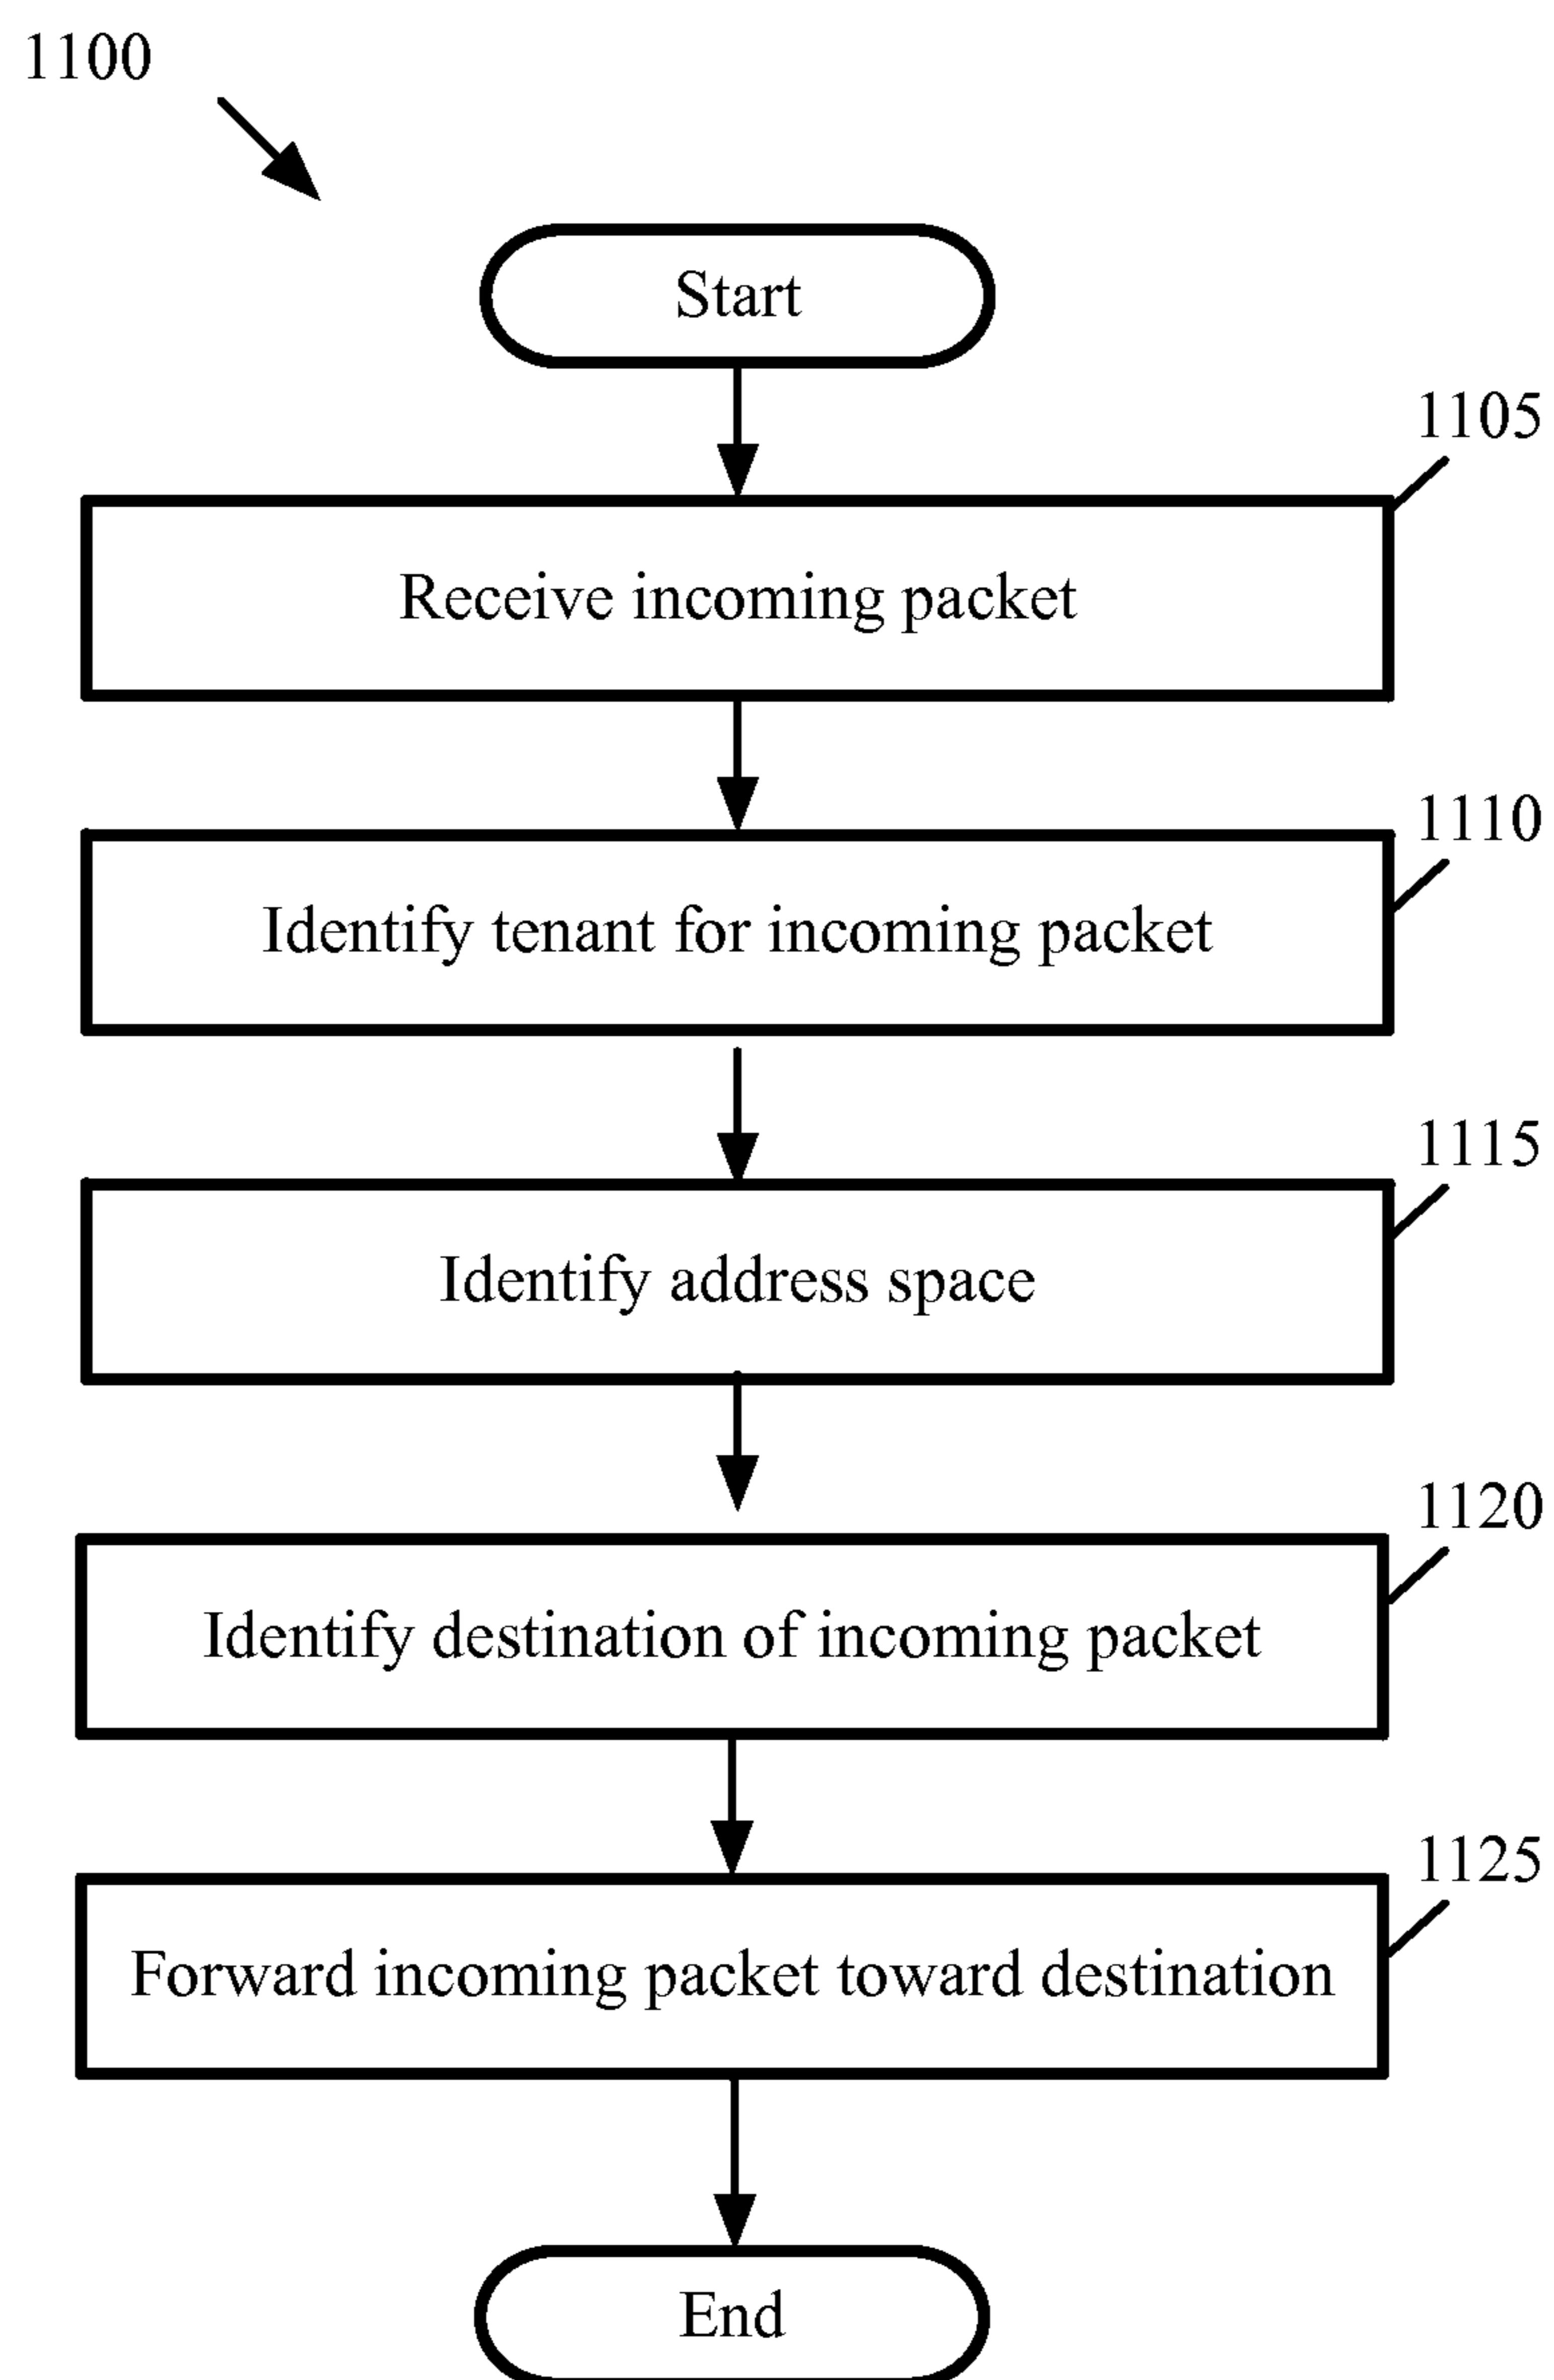 1100
Start
1105
Receive incoming packet
1110
Identify tenant for incoming packet
1115
Identify address space
1120
Identify destination of incoming packet
1125
Forward incoming packet toward destination
End